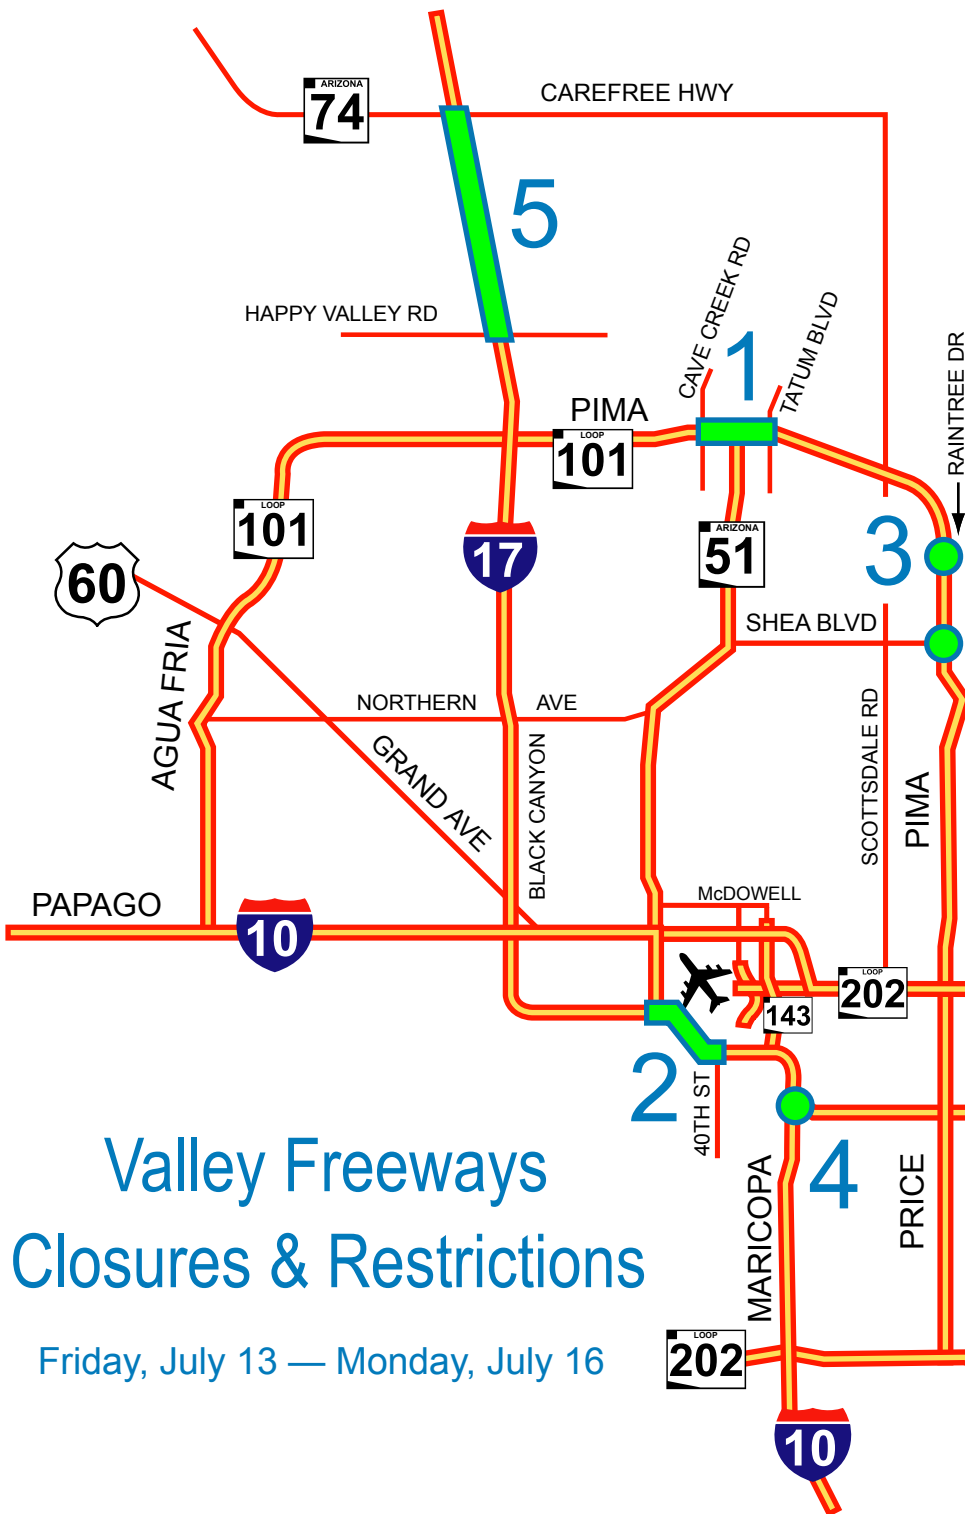 ARIZONA
74
CAREFREE HWY
5
HAPPY VALLEY RD
CAVE CREEK RD
1
TATUM BLVD
RAINTREE DR
PIMA
LOOP
101
LOOP
101
17
ARIZONA
51
3
60
SHEA BLVD
AGUA FRIA
NORTHERN AVE
GRAND AVE
BLACK CANYON
SCOTTSDALE RD
PIMA
PAPAGO
10
McDOWELL
LOOP
202
143
2
40TH ST
4
MARICOPA
PRICE
Valley Freeways
Closures & Restrictions
Friday, July 13 — Monday, July 16
LOOP
202
10